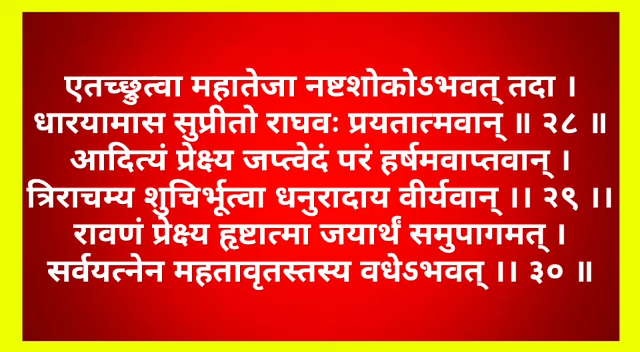 एतच्छ्रुत्वा महातेजा नष्टशोकोऽभवत् तदा ।
धारयामास सुप्रीतो राघवः प्रयतात्मवान् ॥ २८ ॥
आदित्यं प्रेक्ष्य जप्त्वेदं परं हर्षमवाप्तवान् ।
त्रिराचम्य शुचिर्भूत्वा धनुरादाय वीर्यवान् ।। २९ ।।
रावणं प्रेक्ष्य हृष्टात्मा जयार्थं समुपागमत् ।
सर्वयत्नेन महतावृतस्तस्य वधेऽभवत् ।। ३० ॥